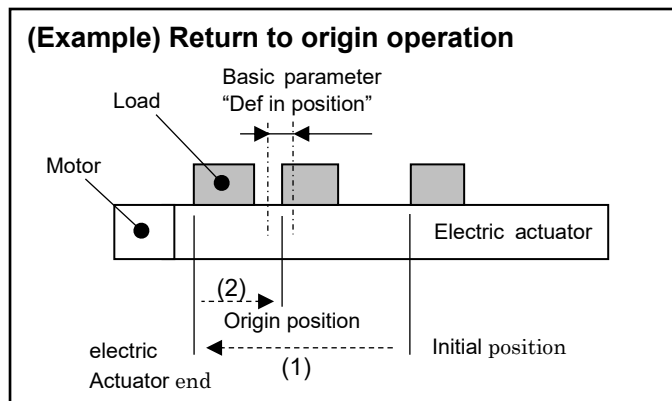 (Example) Return to origin operation
Basic parameter
“Def in position”
Load
Motor
Electric actuator
(2)
Origin position
electric
Actuator end
(1)
Initial position